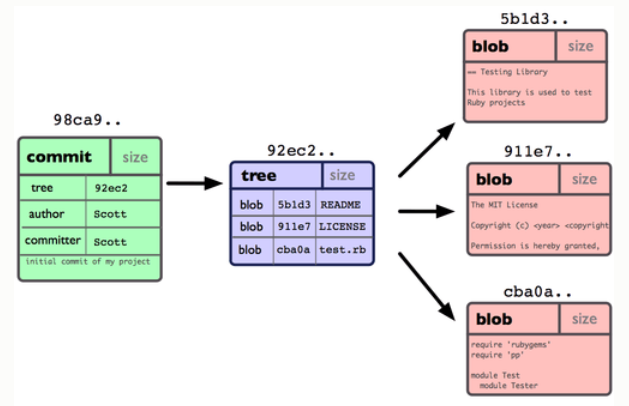 98ca9..
commit size
tree 92ec2
author Scott
committer Scott
initial commit of my project
92ec2..
tree size
blob 5b1d3 README
blob 911e7 LICENSE
blob cba0a test.rb
5b1d3..
blob size
== Testing Library
This library is used to test
Ruby projects
911e7..
blob size
The MIT License
Copyright (c) <year> <copyright
Permission is hereby granted,
cba0a..
blob size
require 'rubygems'
require 'pp'
module Test
module Tester